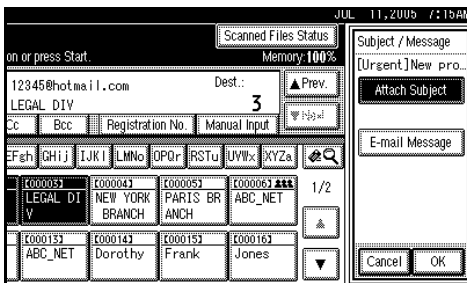 JUL 11,2005 7:15AM
Scanned Files Status
on or press Start.
Memory:100%
12345@hotmail.com
Dest.:
3
LEGAL DIV
▲Prev.
Cc
Bcc
Registration No.
Manual Input
EFgh
GHiJ
IJKl
LMNo
OPQr
RSTu
UVWx
XYZa
[00003]
LEGAL DI
V
[00004]
NEW YORK
BRANCH
[00005]
PARIS BR
ANCH
[00006]
ABC_NET
1/2
[00013]
ABC_NET
[00014]
Dorothy
[00015]
Frank
[00016]
Jones
Subject / Message
[Urgent]New pro...
Attach Subject
E-mail Message
Cancel
OK